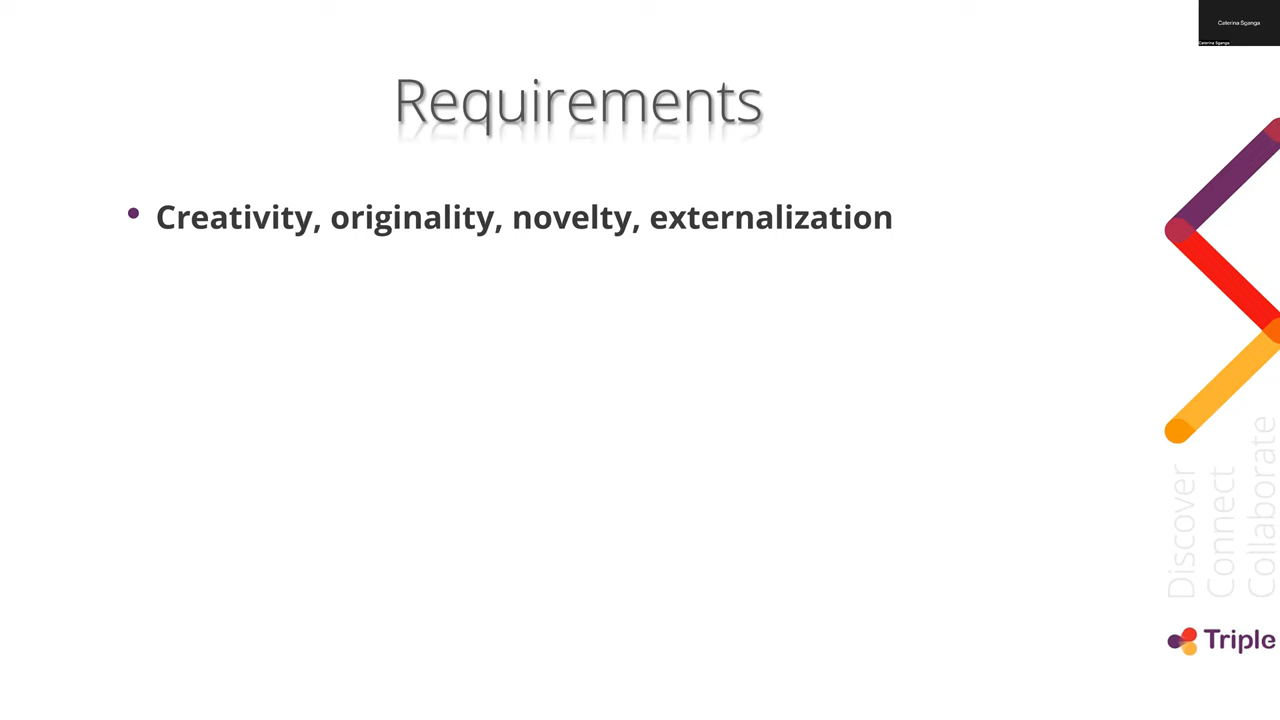 Caterina Sganga
Caterina Sganga
Requirements
• Creativity, originality, novelty, externalization
Discover
Connect
Collaborate
Triple